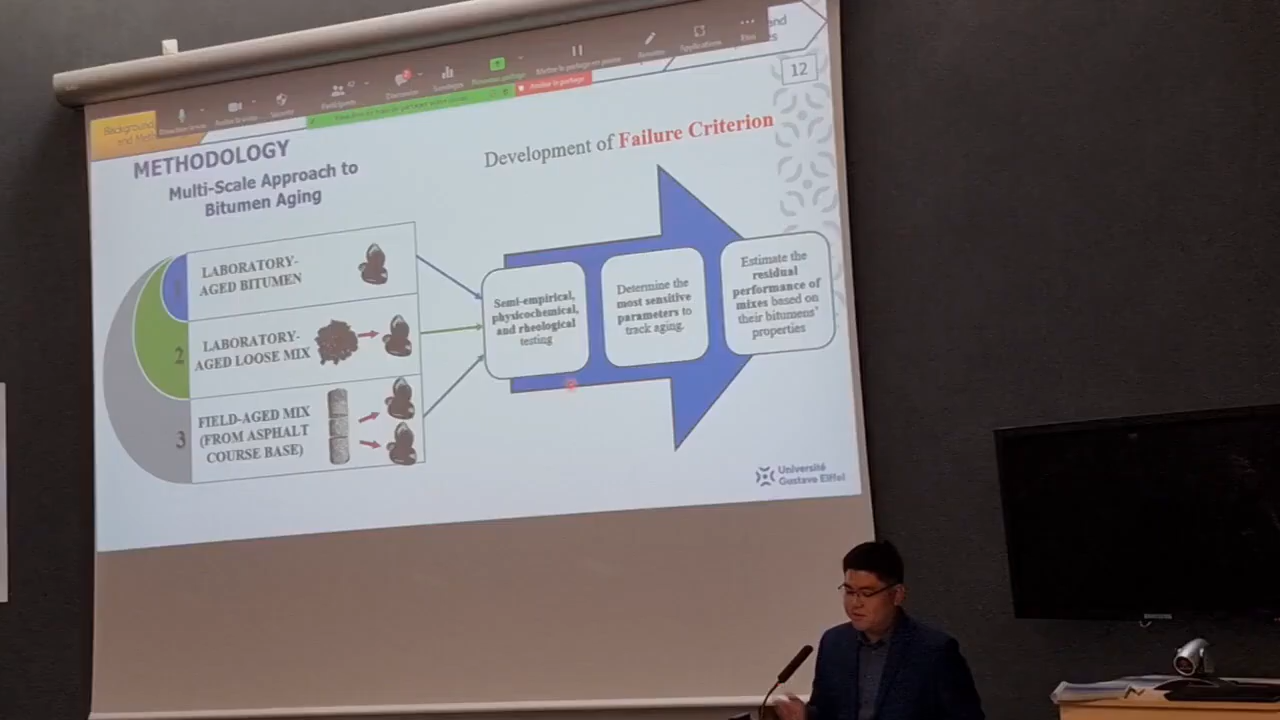 and
12
Background
and
METHODOLOGY
Multi-Scale Approach to
Bitumen Aging
Development of Failure Criterion
1
LABORATORY-
AGED BITUMEN
2
LABORATORY-
AGED LOOSE MIX
3
FIELD-AGED MIX
(FROM ASPHALT
COURSE BASE)
Semi-empirical,
physicochemical,
and rheological
testing
Determine the
most sensitive
parameters to
track aging.
Estimate the
residual
performance of
mixes based on
their bitumens'
properties
Université
Gustave Eiffel